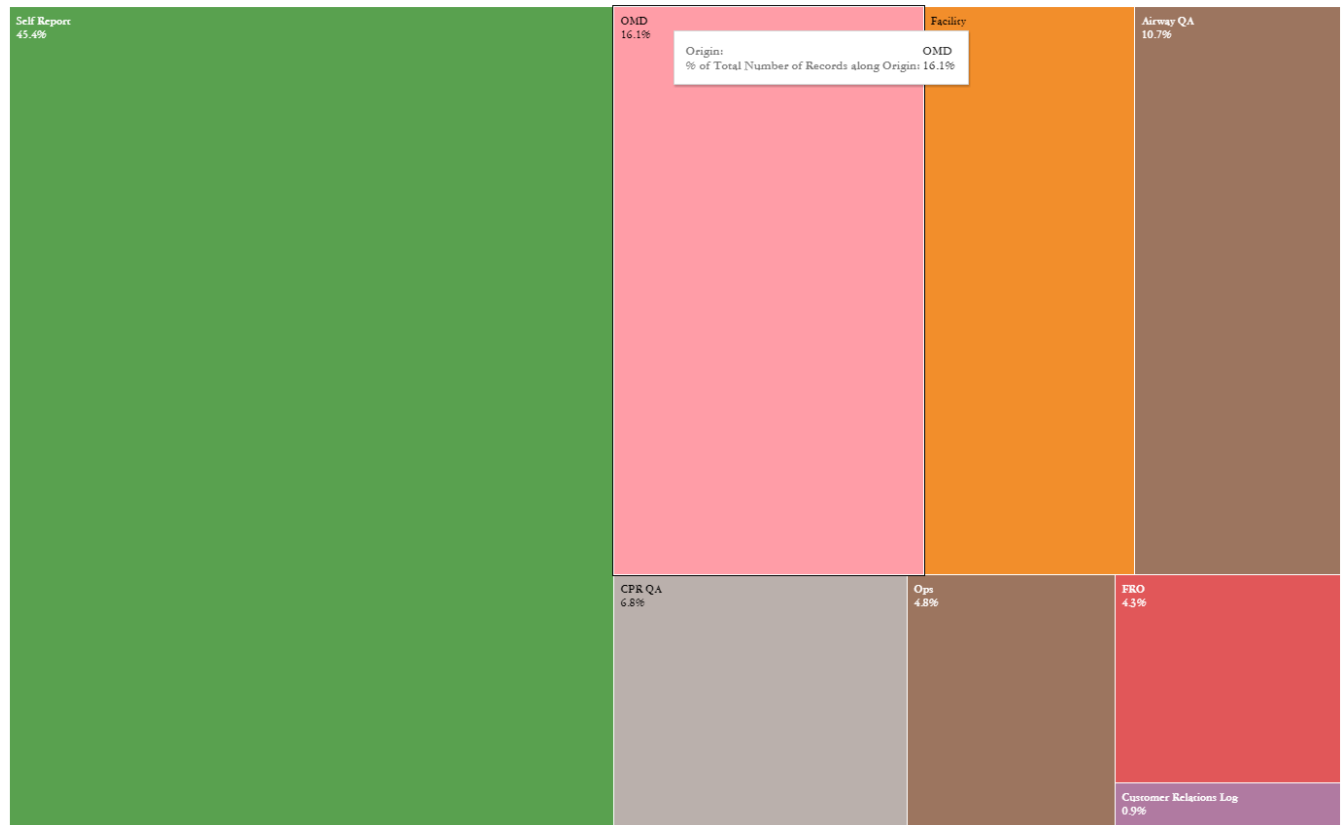 Self Report
45.4%
OMD
16.1%
Origin: OMD
% of Total Number of Records along Origin: 16.1%
Facility
Airway QA
10.7%
CPR QA
6.8%
Ops
4.8%
FRO
4.3%
Customer Relations Log
0.9%